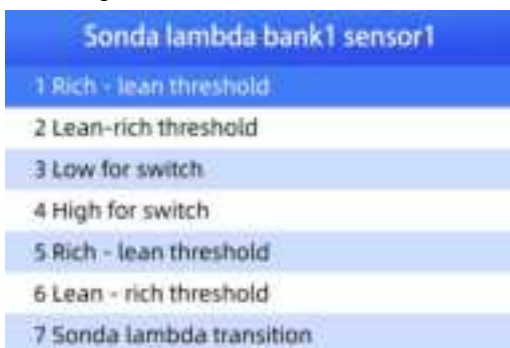 Sonda lambda bank1 sensor1
1 Rich - lean threshold
2 Lean-rich threshold
3 Low for switch
4 High for switch
5 Rich - lean threshold
6 Lean - rich threshold
7 Sonda lambda transition